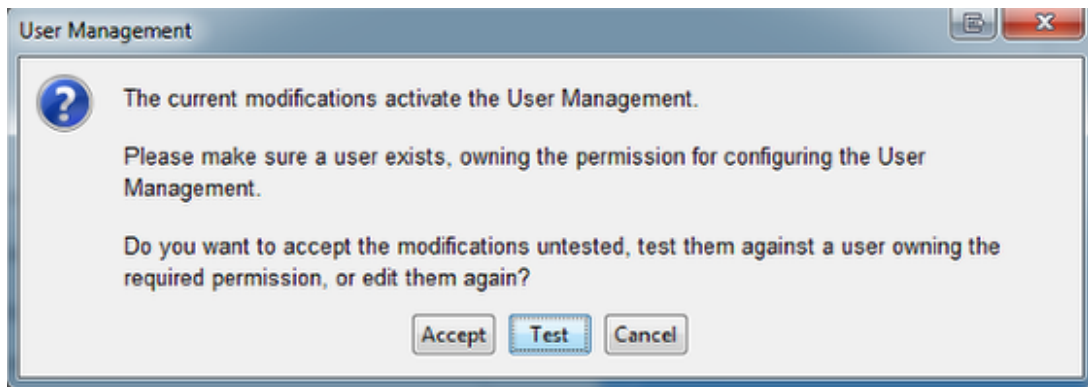 User Management
The current modifications activate the User Management.
Please make sure a user exists, owning the permission for configuring the User
Management.
Do you want to accept the modifications untested, test them against a user owning the
required permission, or edit them again?
Accept Test Cancel